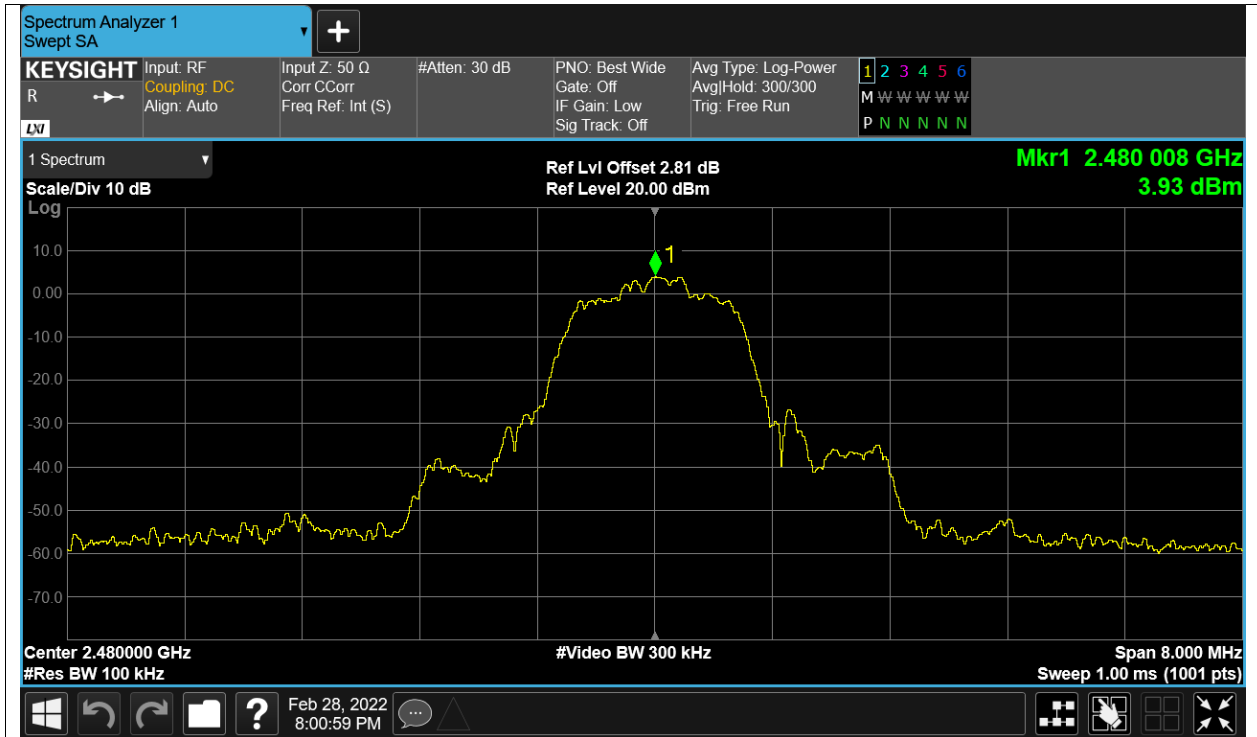 Spectrum Analyzer 1
Swept SA
KEYSIGHT
R
LXI
Input: RF
Coupling: DC
Align: Auto
Input Z: 50 Ω
Corr CCorr
Freq Ref: Int (S)
#Atten: 30 dB
PNO: Best Wide
Gate: Off
IF Gain: Low
Sig Track: Off
Avg Type: Log-Power
Avg|Hold: 300/300
Trig: Free Run
1 2 3 4 5 6
M W W W W W
P N N N N N N
1 Spectrum
Scale/Div 10 dB
Log
Ref Lvl Offset 2.81 dB
Ref Level 20.00 dBm
Mkr1 2.480 008 GHz
3.93 dBm
1
10.0
0.00
-10.0
-20.0
-30.0
-40.0
-50.0
-60.0
-70.0
Center 2.480000 GHz
#Res BW 100 kHz
#Video BW 300 kHz
Span 8.000 MHz
Sweep 1.00 ms (1001 pts)
?
Feb 28, 2022
8:00:59 PM